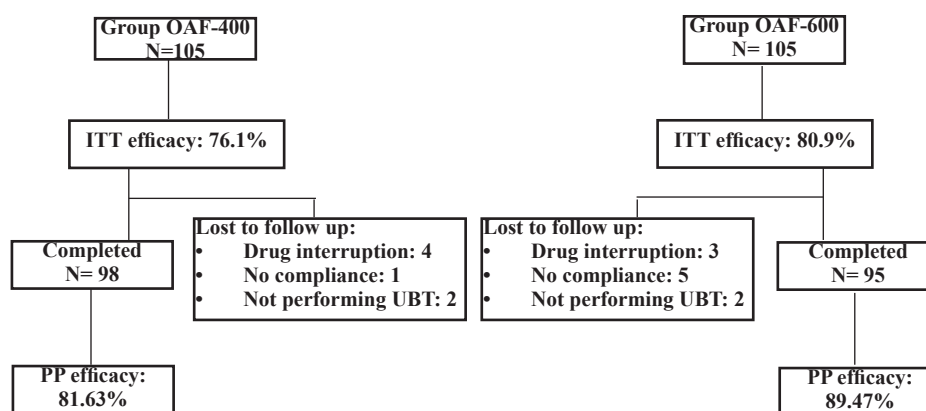 Group OAF-400
N=105
Group OAF-600
N= 105
ITT efficacy: 76.1%
ITT efficacy: 80.9%
Completed
N= 98
Lost to follow up:
• Drug interruption: 4
• No compliance: 1
• Not performing UBT: 2
Lost to follow up:
• Drug interruption: 3
• No compliance: 5
• Not performing UBT: 2
Completed
N= 95
PP efficacy:
81.63%
PP efficacy:
89.47%